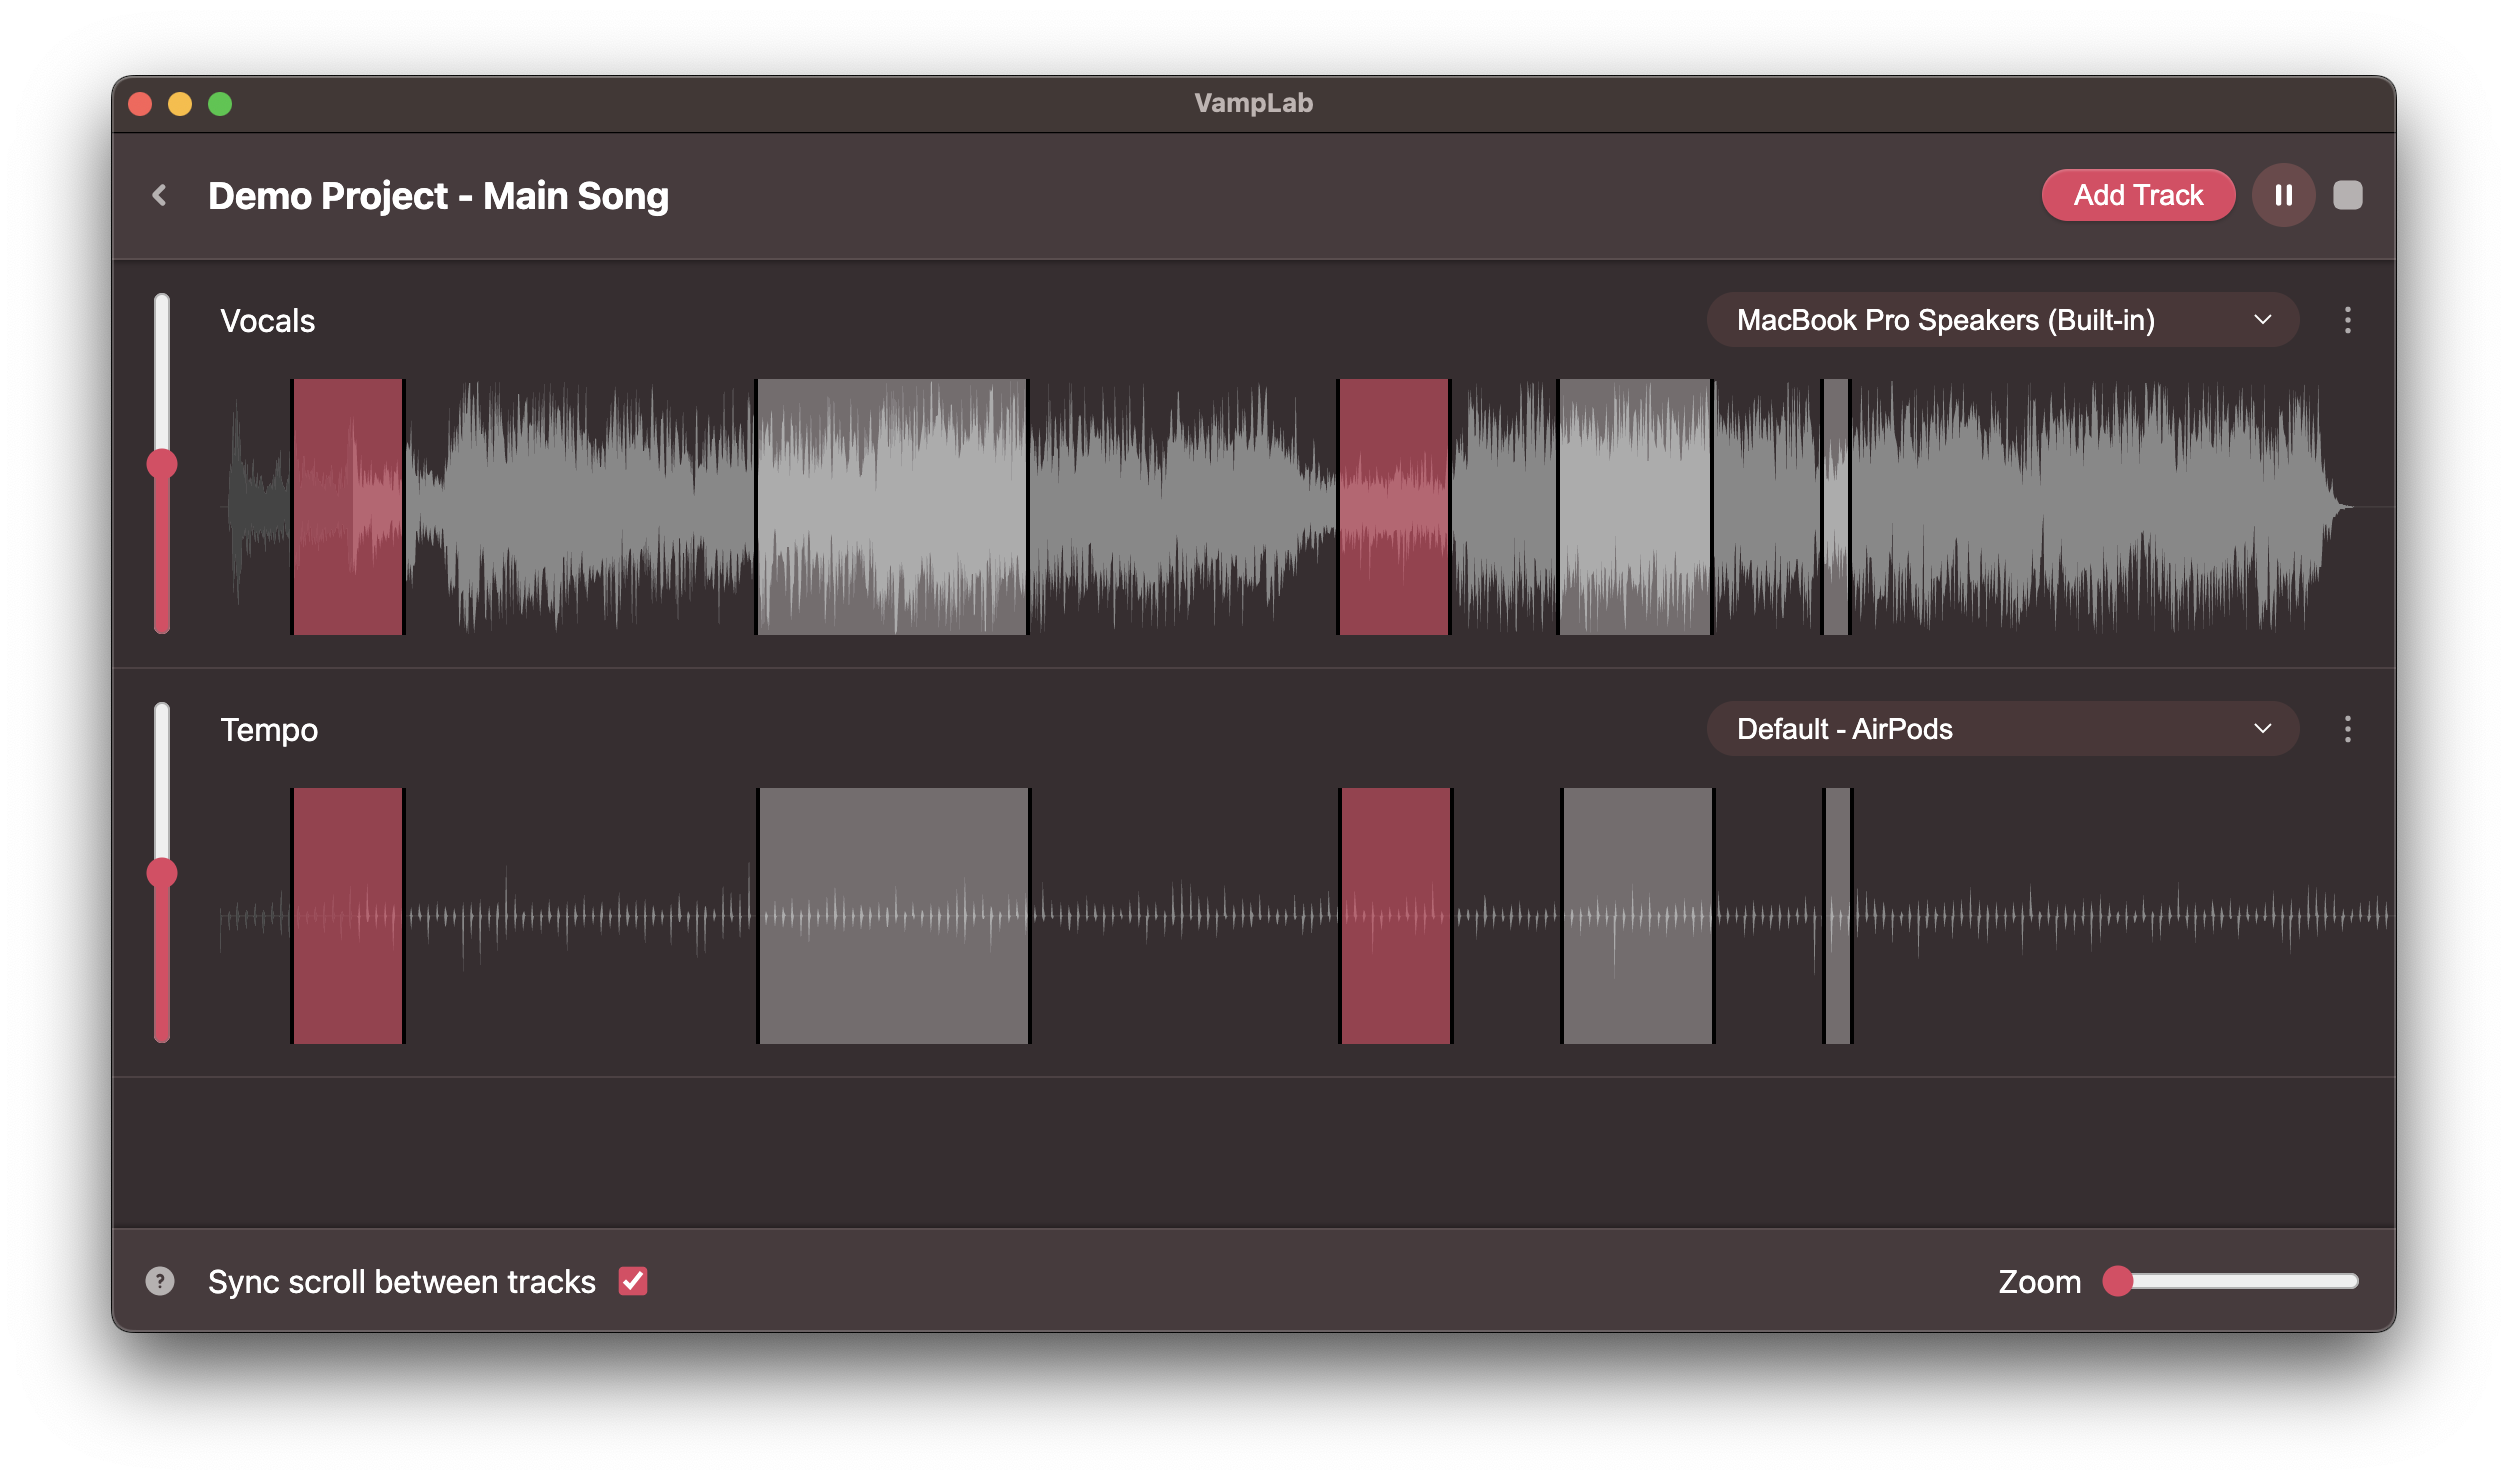 VampLab
Demo Project - Main Song
Add Track
Vocals
MacBook Pro Speakers (Built-in)
Tempo
Default - AirPods
?
Sync scroll between tracks
Zoom